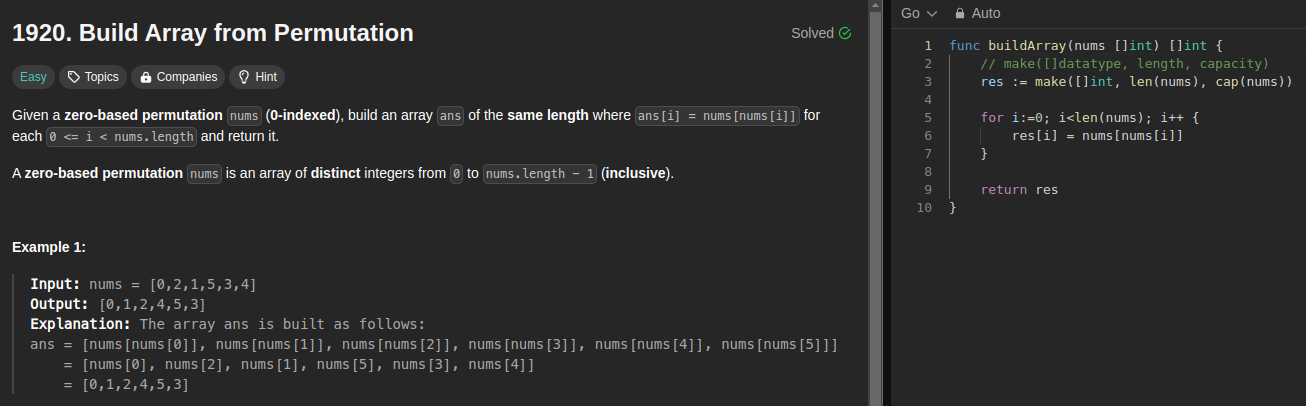 1920. Build Array from Permutation
Solved
Easy Topics Companies Hint
Given a zero-based permutation nums (0-indexed), build an array ans of the same length where ans[i] = nums[nums[i]] for
each 0 <= i < nums.length and return it.
A zero-based permutation nums is an array of distinct integers from 0 to nums.length - 1 (inclusive).
Example 1:
Input: nums = [0,2,1,5,3,4]
Output: [0,1,2,4,5,3]
Explanation: The array ans is built as follows:
ans = [nums[nums[0]], nums[nums[1]], nums[nums[2]], nums[nums[3]], nums[nums[4]], nums[nums[5]]]
= [nums[0], nums[2], nums[1], nums[5], nums[3], nums[4]]
= [0,1,2,4,5,3]
Go Auto
1 func buildArray(nums []int) []int {
2 // make([]datatype, length, capacity)
3 res := make([]int, len(nums), cap(nums))
4
5 for i:=0; i<len(nums); i++ {
6 res[i] = nums[nums[i]]
7 }
8
9 return res
10 }